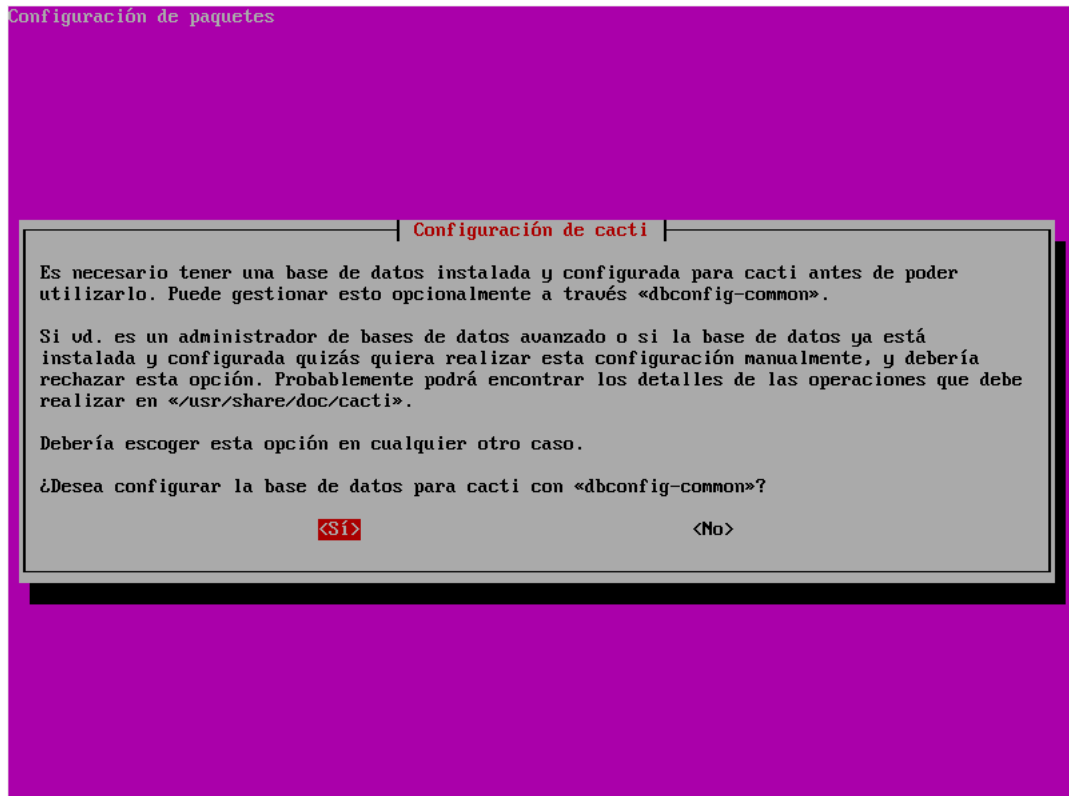 Configuración de paquetes
Configuración de cacti
Es necesario tener una base de datos instalada y configurada para cacti antes de poder
utilizarlo. Puede gestionar esto opcionalmente a través «dbconfig-common».
Si vd. es un administrador de bases de datos avanzado o si la base de datos ya está
instalada y configurada quizás quiera realizar esta configuración manualmente, y debería
rechazar esta opción. Probablemente podrá encontrar los detalles de las operaciones que debe
realizar en «/usr/share/doc/cacti».
Debería escoger esta opción en cualquier otro caso.
¿Desea configurar la base de datos para cacti con «dbconfig-common»?
<Sí> <No>